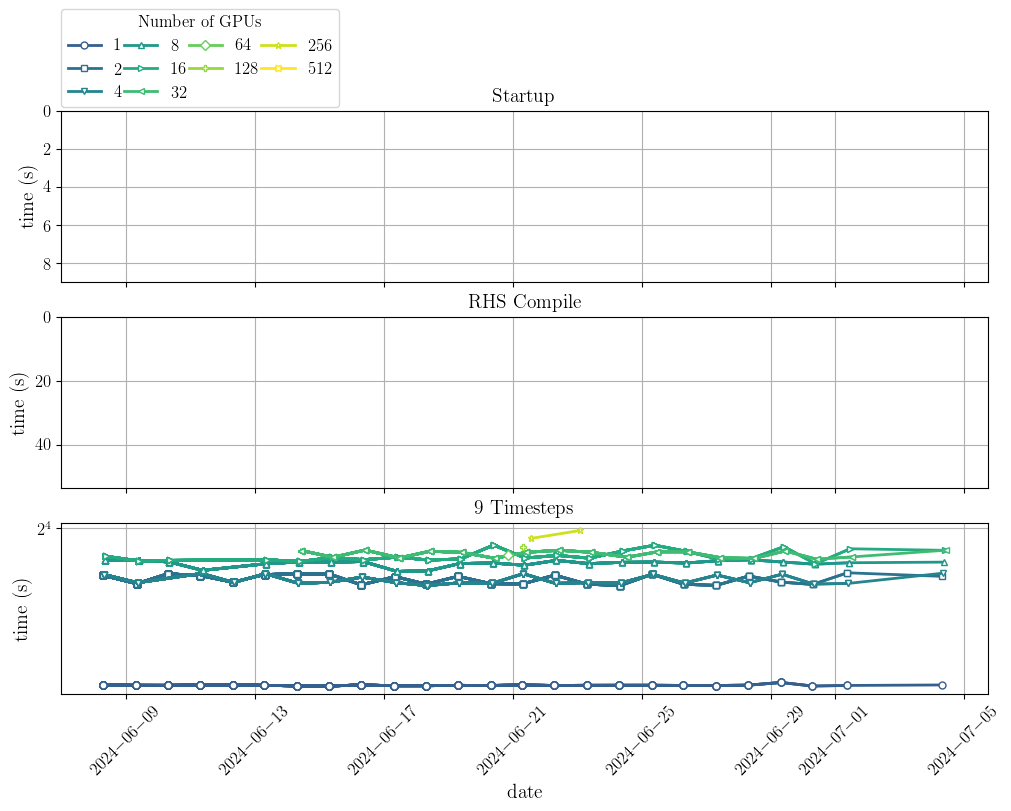 Number of GPUs
1 8 64 256
2 16 128 512
4 32
Startup
0
2
4
6
8
time (s)
RHS Compile
0
20
40
time (s)
9 Timesteps
2⁴
time (s)
2024−06−09 2024−06−13 2024−06−17 2024−06−21 2024−06−25 2024−06−29 2024−07−01 2024−07−05
date